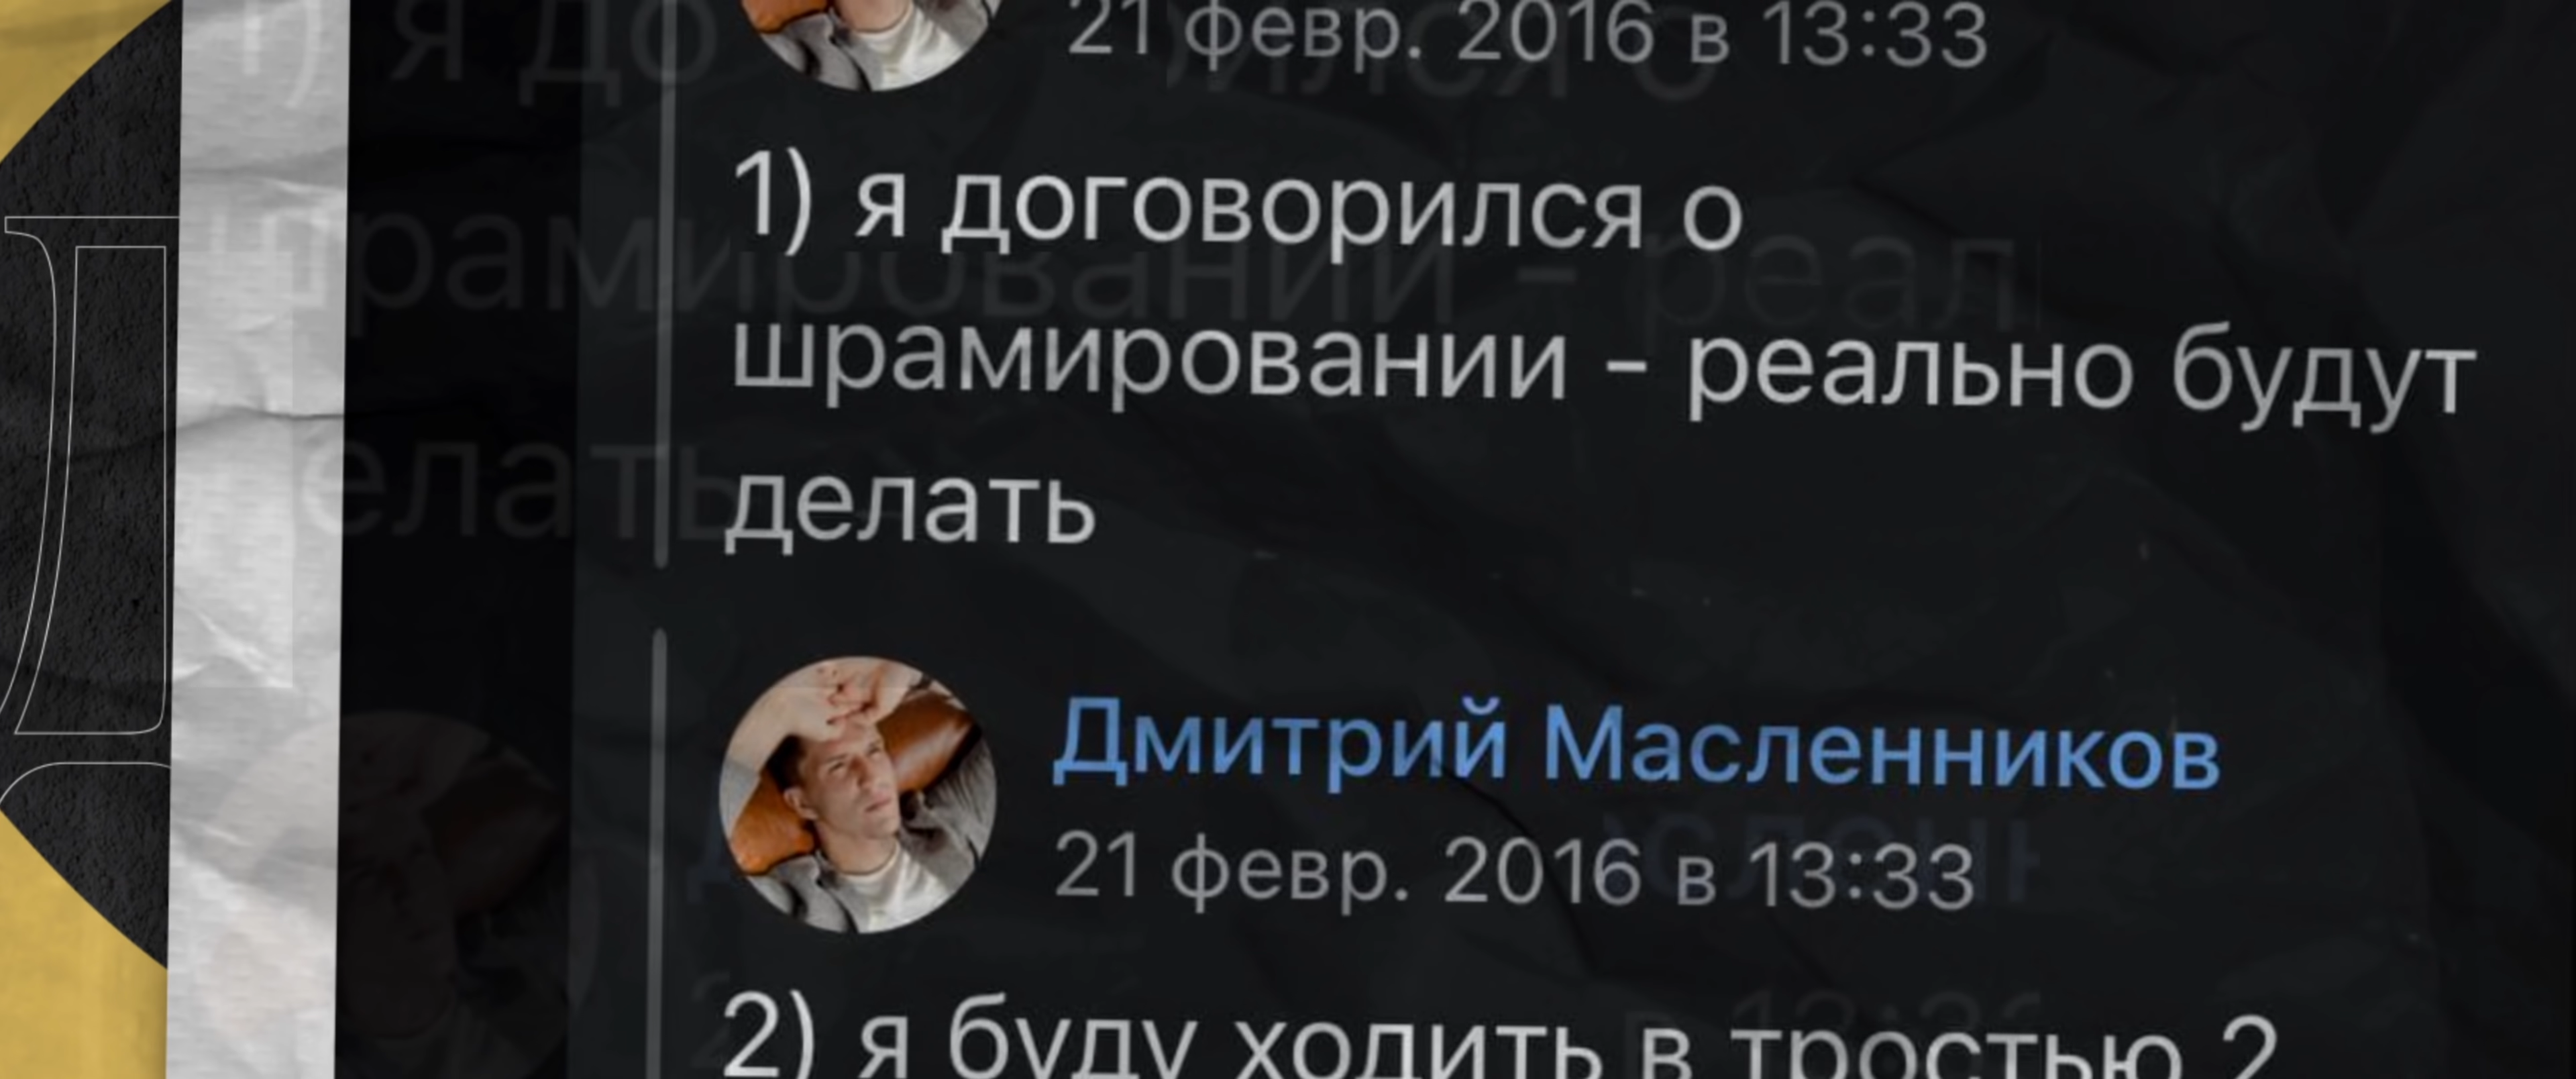 21 февр. 2016 в 13:33
1) я договорился о
шрамировании - реально будут
делать
Дмитрий Масленников
21 февр. 2016 в 13:33
2) я буду ходить в тростью 2